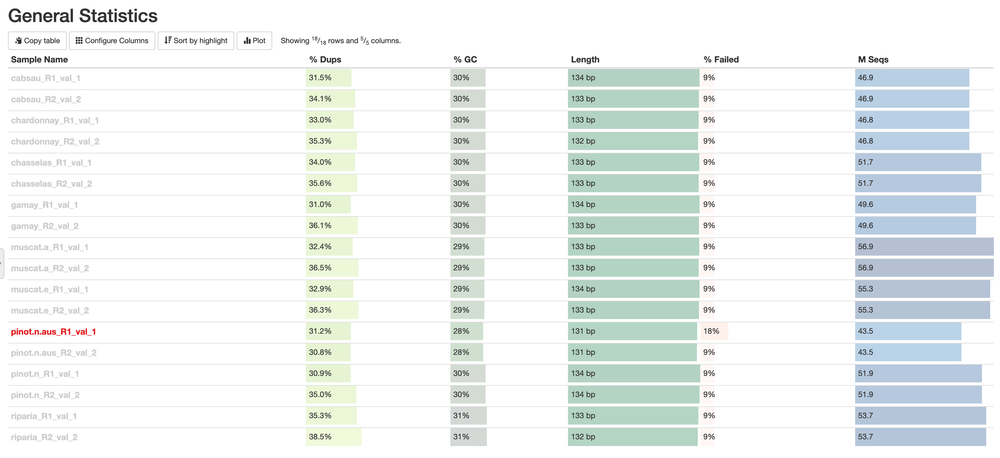 General Statistics
Copy table Configure Columns Sort by highlight Plot Showing 18/18 rows and 5/5 columns.
Sample Name % Dups % GC Length % Failed M Seqs
cabsau_R1_val_1 31.5% 30% 134 bp 9% 46.9
cabsau_R2_val_2 34.1% 30% 133 bp 9% 46.9
chardonnay_R1_val_1 33.0% 30% 133 bp 9% 46.8
chardonnay_R2_val_2 35.3% 30% 132 bp 9% 46.8
chasselas_R1_val_1 34.0% 30% 133 bp 9% 51.7
chasselas_R2_val_2 35.6% 30% 133 bp 9% 51.7
gamay_R1_val_1 31.0% 30% 134 bp 9% 49.6
gamay_R2_val_2 36.1% 30% 133 bp 9% 49.6
muscat.a_R1_val_1 32.4% 29% 133 bp 9% 56.9
muscat.a_R2_val_2 36.5% 29% 133 bp 9% 56.9
muscat.e_R1_val_1 32.9% 29% 134 bp 9% 55.3
muscat.e_R2_val_2 36.3% 29% 133 bp 9% 55.3
pinot.n.aus_R1_val_1 31.2% 28% 131 bp 18% 43.5
pinot.n.aus_R2_val_2 30.8% 28% 131 bp 9% 43.5
pinot.n_R1_val_1 30.9% 30% 134 bp 9% 51.9
pinot.n_R2_val_2 35.0% 30% 134 bp 9% 51.9
riparia_R1_val_1 35.3% 31% 133 bp 9% 53.7
riparia_R2_val_2 38.5% 31% 132 bp 9% 53.7